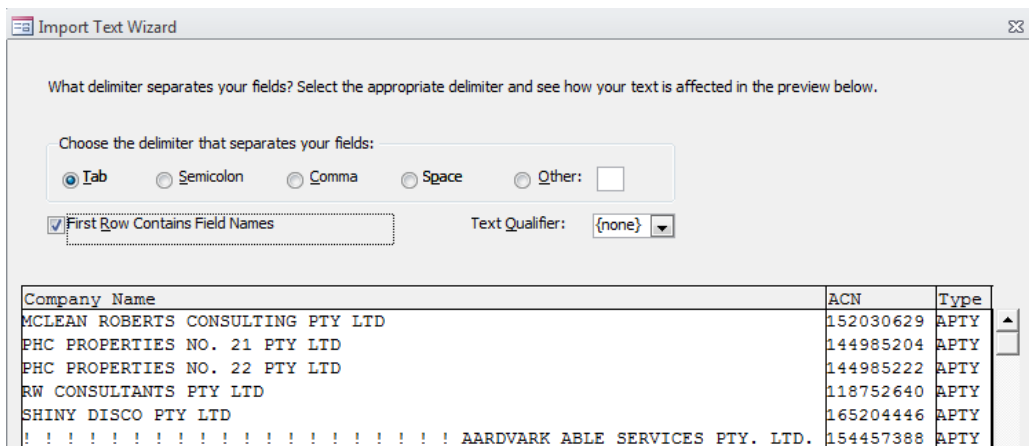 Import Text Wizard
What delimiter separates your fields? Select the appropriate delimiter and see how your text is affected in the preview below.
Choose the delimiter that separates your fields:
Tab Semicolon Comma Space Other:
First Row Contains Field Names Text Qualifier: {none}
Company Name ACN Type
MCLEAN ROBERTS CONSULTING PTY LTD 152030629 APTY
PHC PROPERTIES NO. 21 PTY LTD 144985204 APTY
PHC PROPERTIES NO. 22 PTY LTD 144985222 APTY
RW CONSULTANTS PTY LTD 118752640 APTY
SHINY DISCO PTY LTD 165204446 APTY
! ! ! ! ! ! ! ! ! ! ! ! ! ! ! ! ! ! ! ! AARDVARK ABLE SERVICES PTY. LTD. 154457388 APTY